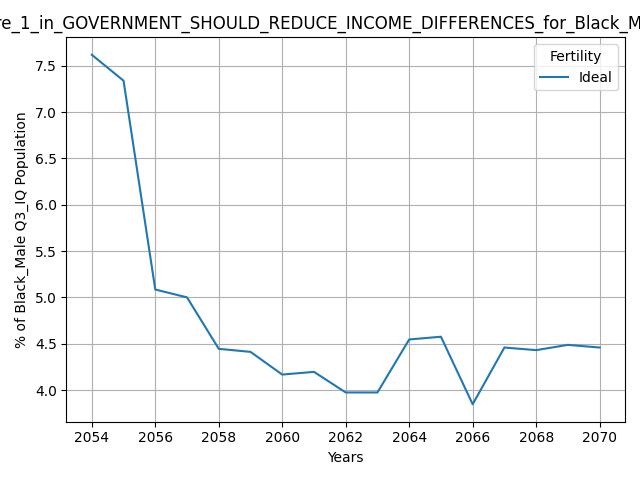 re_1_in_GOVERNMENT_SHOULD_REDUCE_INCOME_DIFFERENCES_for_Black_M
Fertility
Ideal
% of Black_Male Q3_IQ Population
7.5
7.0
6.5
6.0
5.5
5.0
4.5
4.0
2054 2056 2058 2060 2062 2064 2066 2068 2070
Years